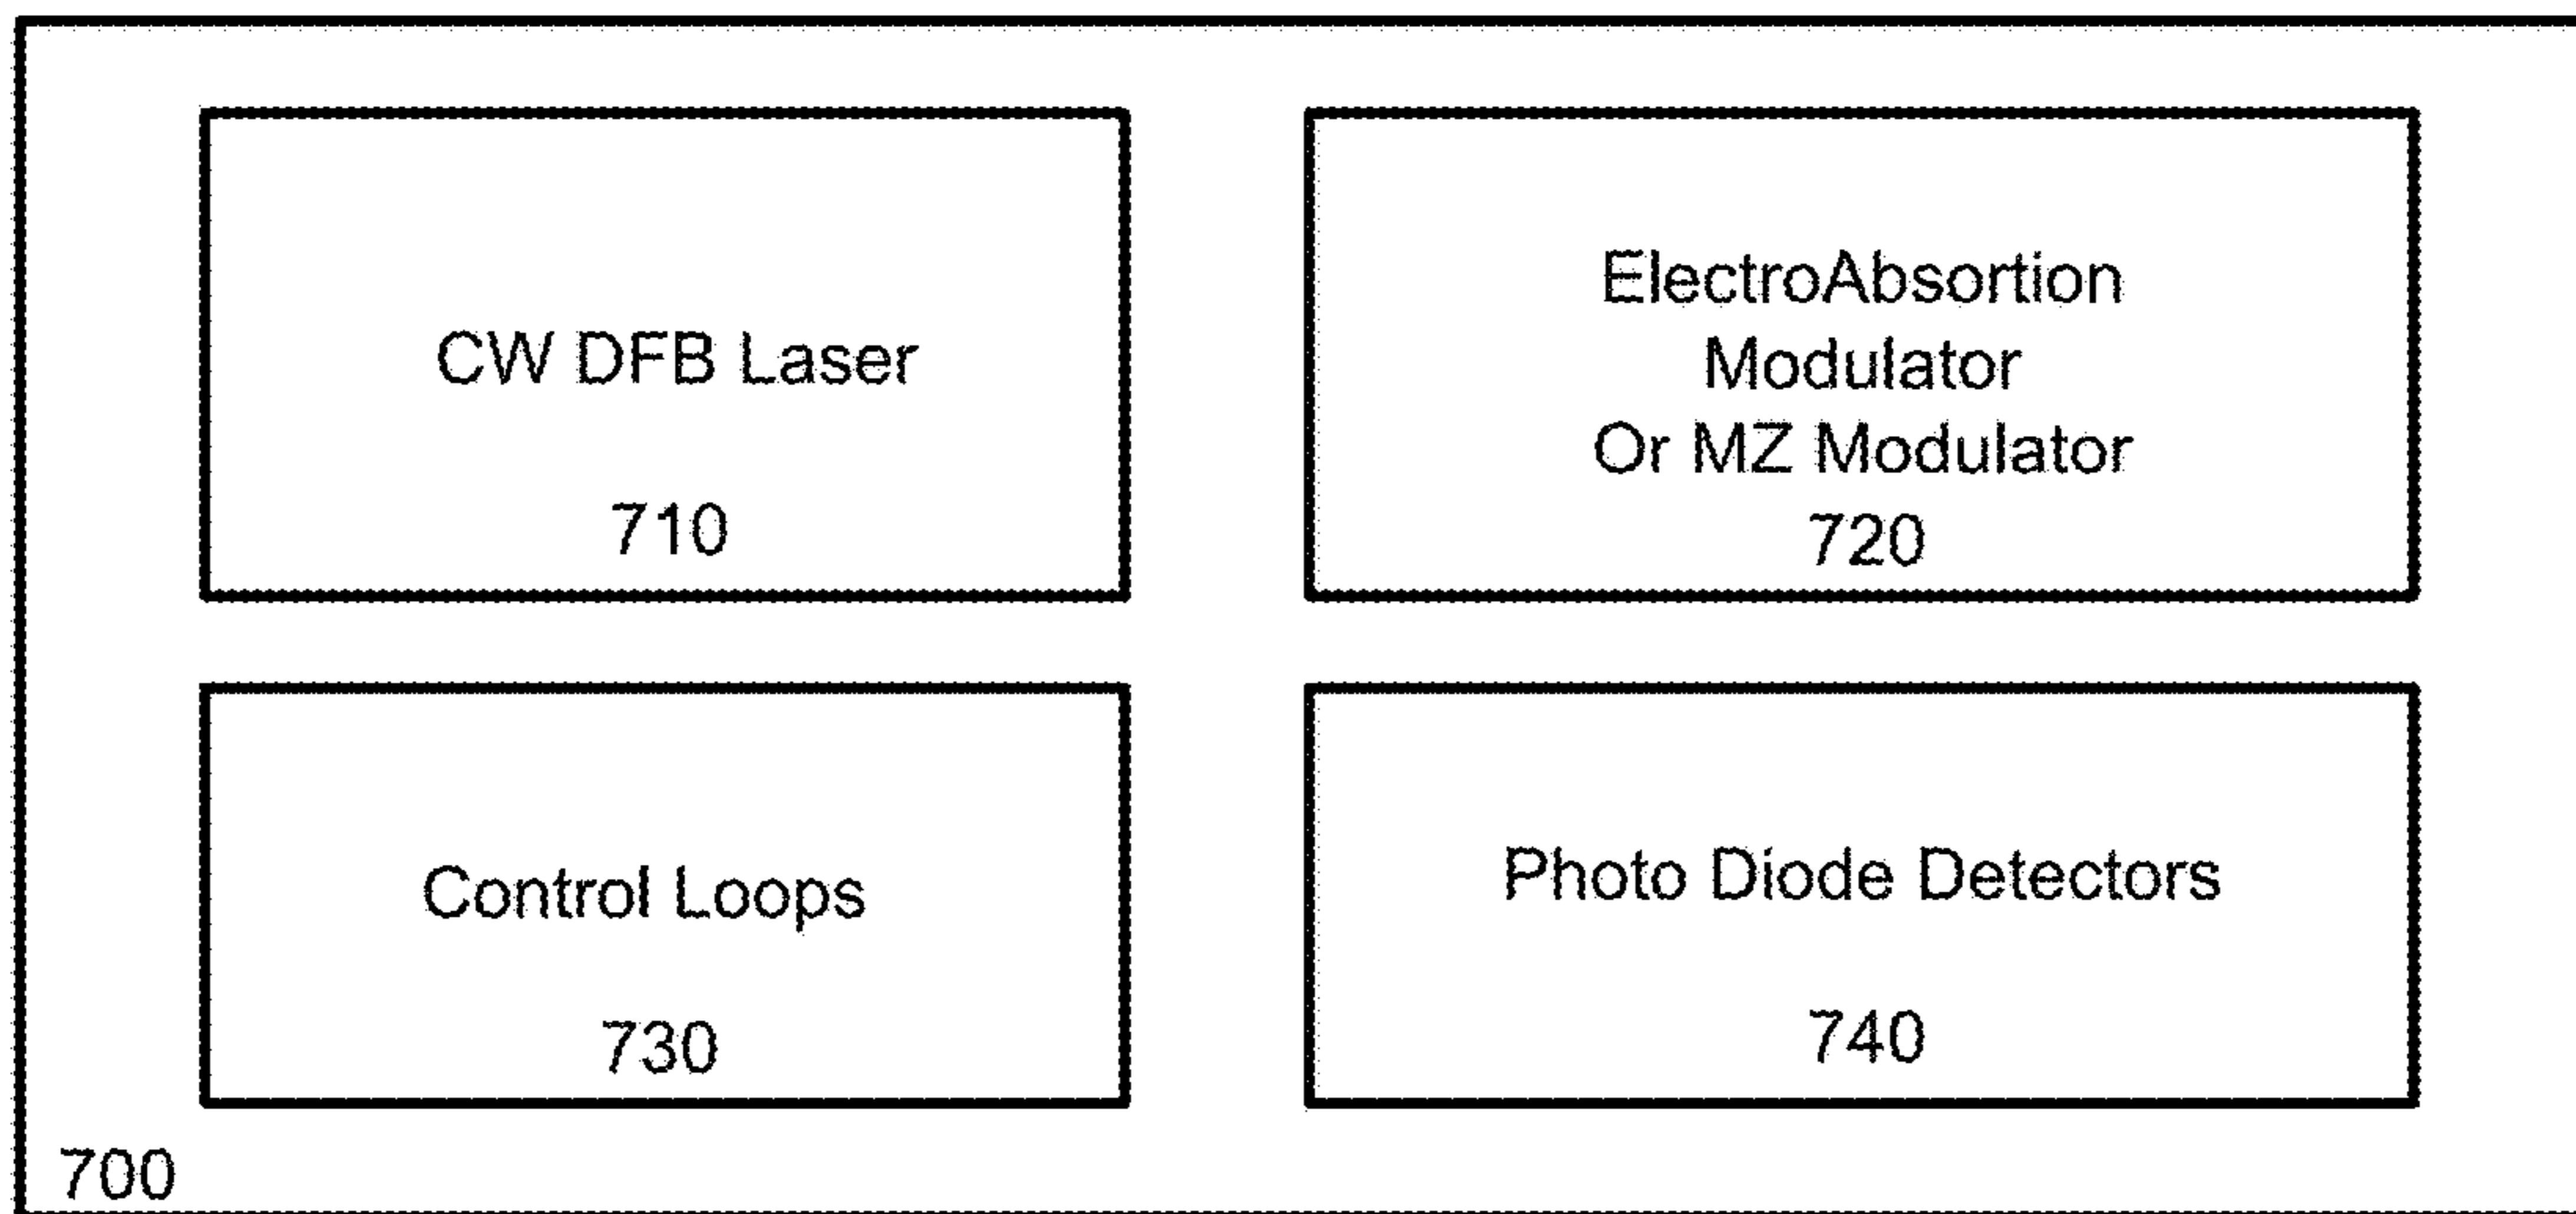 CW DFB Laser
710
ElectroAbsortion
Modulator
Or MZ Modulator
720
Control Loops
730
Photo Diode Detectors
740
700